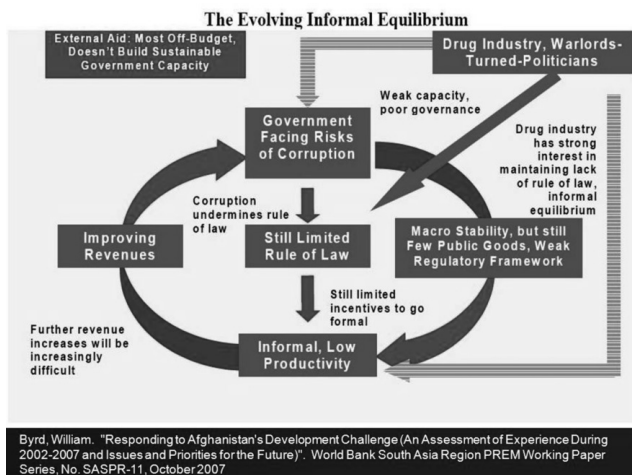 The Evolving Informal Equilibrium
External Aid: Most Off-Budget,
Doesn't Build Sustainable
Government Capacity
Drug Industry, Warlords-
Turned-Politicians
Weak capacity,
poor governance
Government
Facing Risks
of Corruption
Drug industry
has strong
interest in
maintaining lack
of rule of law,
informal
equilibrium
Corruption
undermines rule
of law
Improving
Revenues
Still Limited
Rule of Law
Macro Stability, but still
Few Public Goods, Weak
Regulatory Framework
Still limited
incentives to go
formal
Further revenue
increases will be
increasingly
difficult
Informal, Low
Productivity
Byrd, William. "Responding to Afghanistan's Development Challenge (An Assessment of Experience During
2002-2007 and Issues and Priorities for the Future)". World Bank South Asia Region PREM Working Paper
Series, No. SASPR-11, October 2007